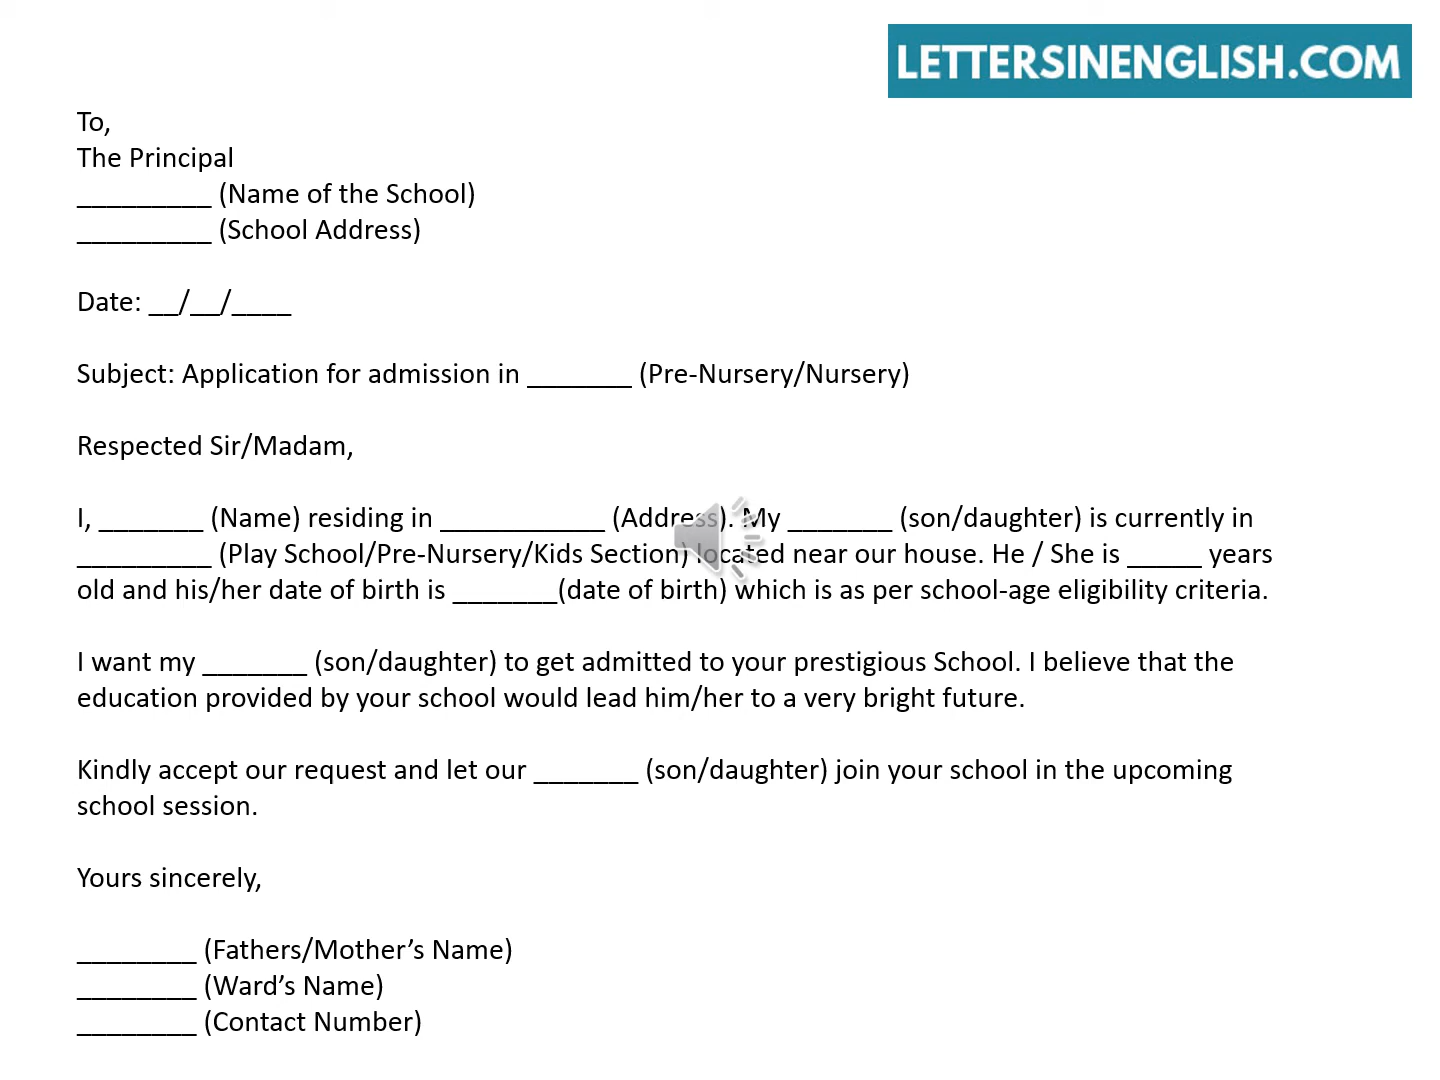 LETTERSINENGLISH.COM
To,
The Principal
_________ (Name of the School)
_________ (School Address)
Date: __/__/____
Subject: Application for admission in _______ (Pre-Nursery/Nursery)
Respected Sir/Madam,
I, _______ (Name) residing in ___________ (Address). My _______ (son/daughter) is currently in
_________ (Play School/Pre-Nursery/Kids Section) located near our house. He / She is _____ years
old and his/her date of birth is _______(date of birth) which is as per school-age eligibility criteria.
I want my _______ (son/daughter) to get admitted to your prestigious School. I believe that the
education provided by your school would lead him/her to a very bright future.
Kindly accept our request and let our _______ (son/daughter) join your school in the upcoming
school session.
Yours sincerely,
________ (Fathers/Mother’s Name)
________ (Ward’s Name)
________ (Contact Number)